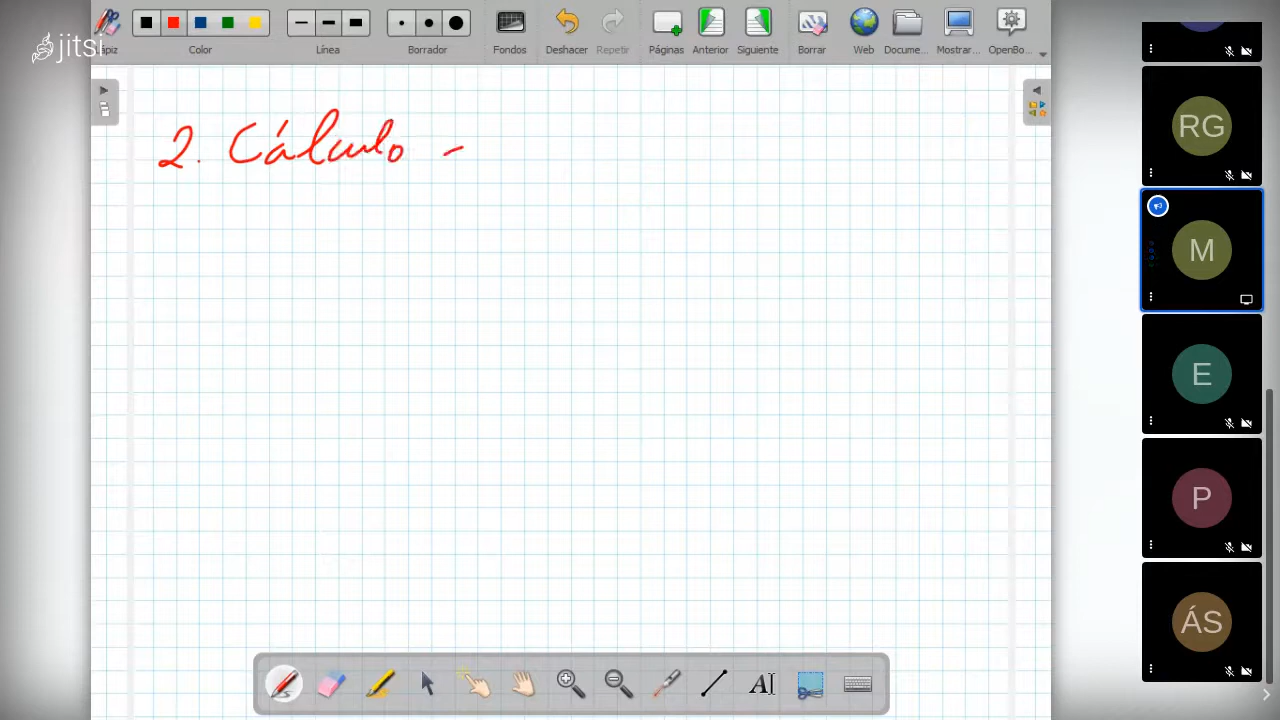 jitsi
Lápiz Color Línea Borrador Fondos Deshacer Repetir Páginas Anterior Siguiente Borrar Web Docume... Mostrar... OpenBo...
2. Cálculo -
RG
M
E
P
ÁS